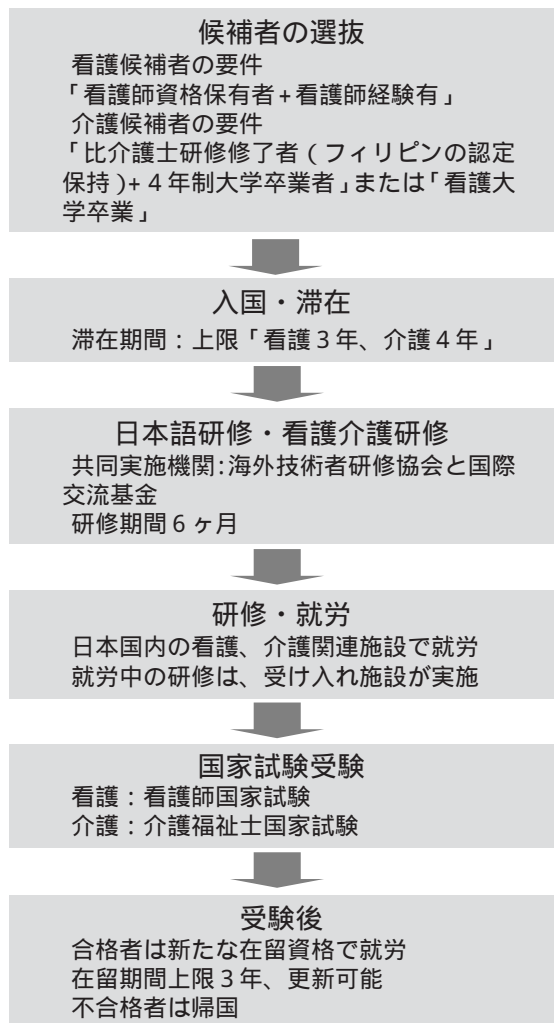 候補者の選抜
看護候補者の要件
「看護師資格保有者+看護師経験有」
介護候補者の要件
「比介護士研修修了者(フィリピンの認定
保持)+4年制大学卒業者」または「看護大
学卒業」
入国・滞在
滞在期間:上限「看護3年、介護4年」
日本語研修・看護介護研修
共同実施機関:海外技術者研修協会と国際
交流基金
研修期間6ヶ月
研修・就労
日本国内の看護、介護関連施設で就労
就労中の研修は、受け入れ施設が実施
国家試験受験
看護:看護師国家試験
介護:介護福祉士国家試験
受験後
合格者は新たな在留資格で就労
在留期間上限3年、更新可能
不合格者は帰国